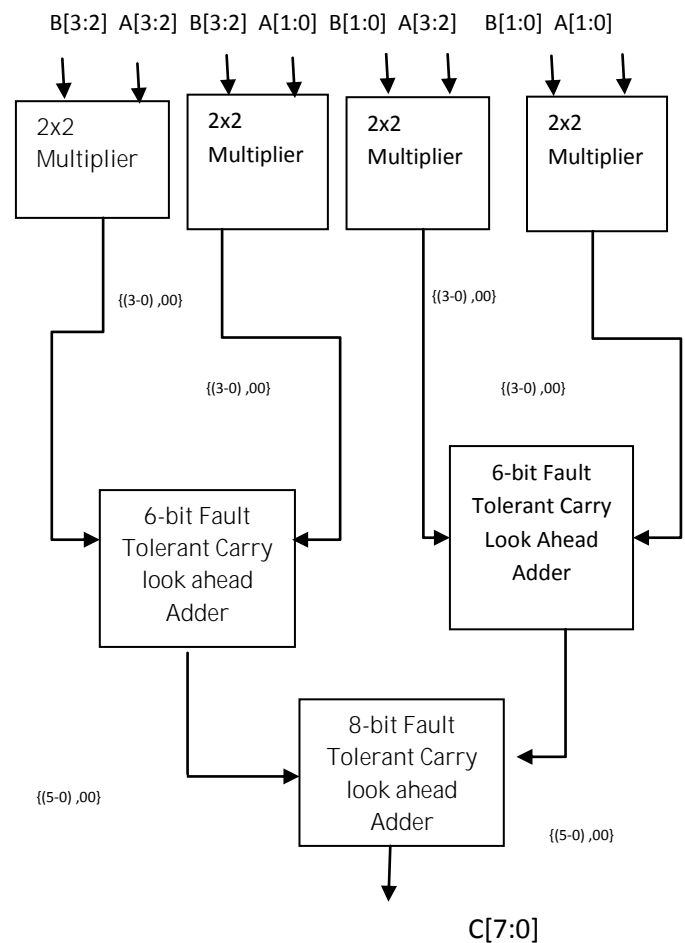 B[3:2] A[3:2] B[3:2] A[1:0] B[1:0] A[3:2] B[1:0] A[1:0]
2x2
Multiplier
2x2
Multiplier
2x2
Multiplier
2x2
Multiplier
{(3-0) ,00}
{(3-0) ,00}
{(3-0) ,00}
{(3-0) ,00}
6-bit Fault
Tolerant Carry
look ahead
Adder
6-bit Fault
Tolerant Carry
Look Ahead
Adder
8-bit Fault
Tolerant Carry
look ahead
Adder
{(5-0) ,00}
{(5-0) ,00}
C[7:0]